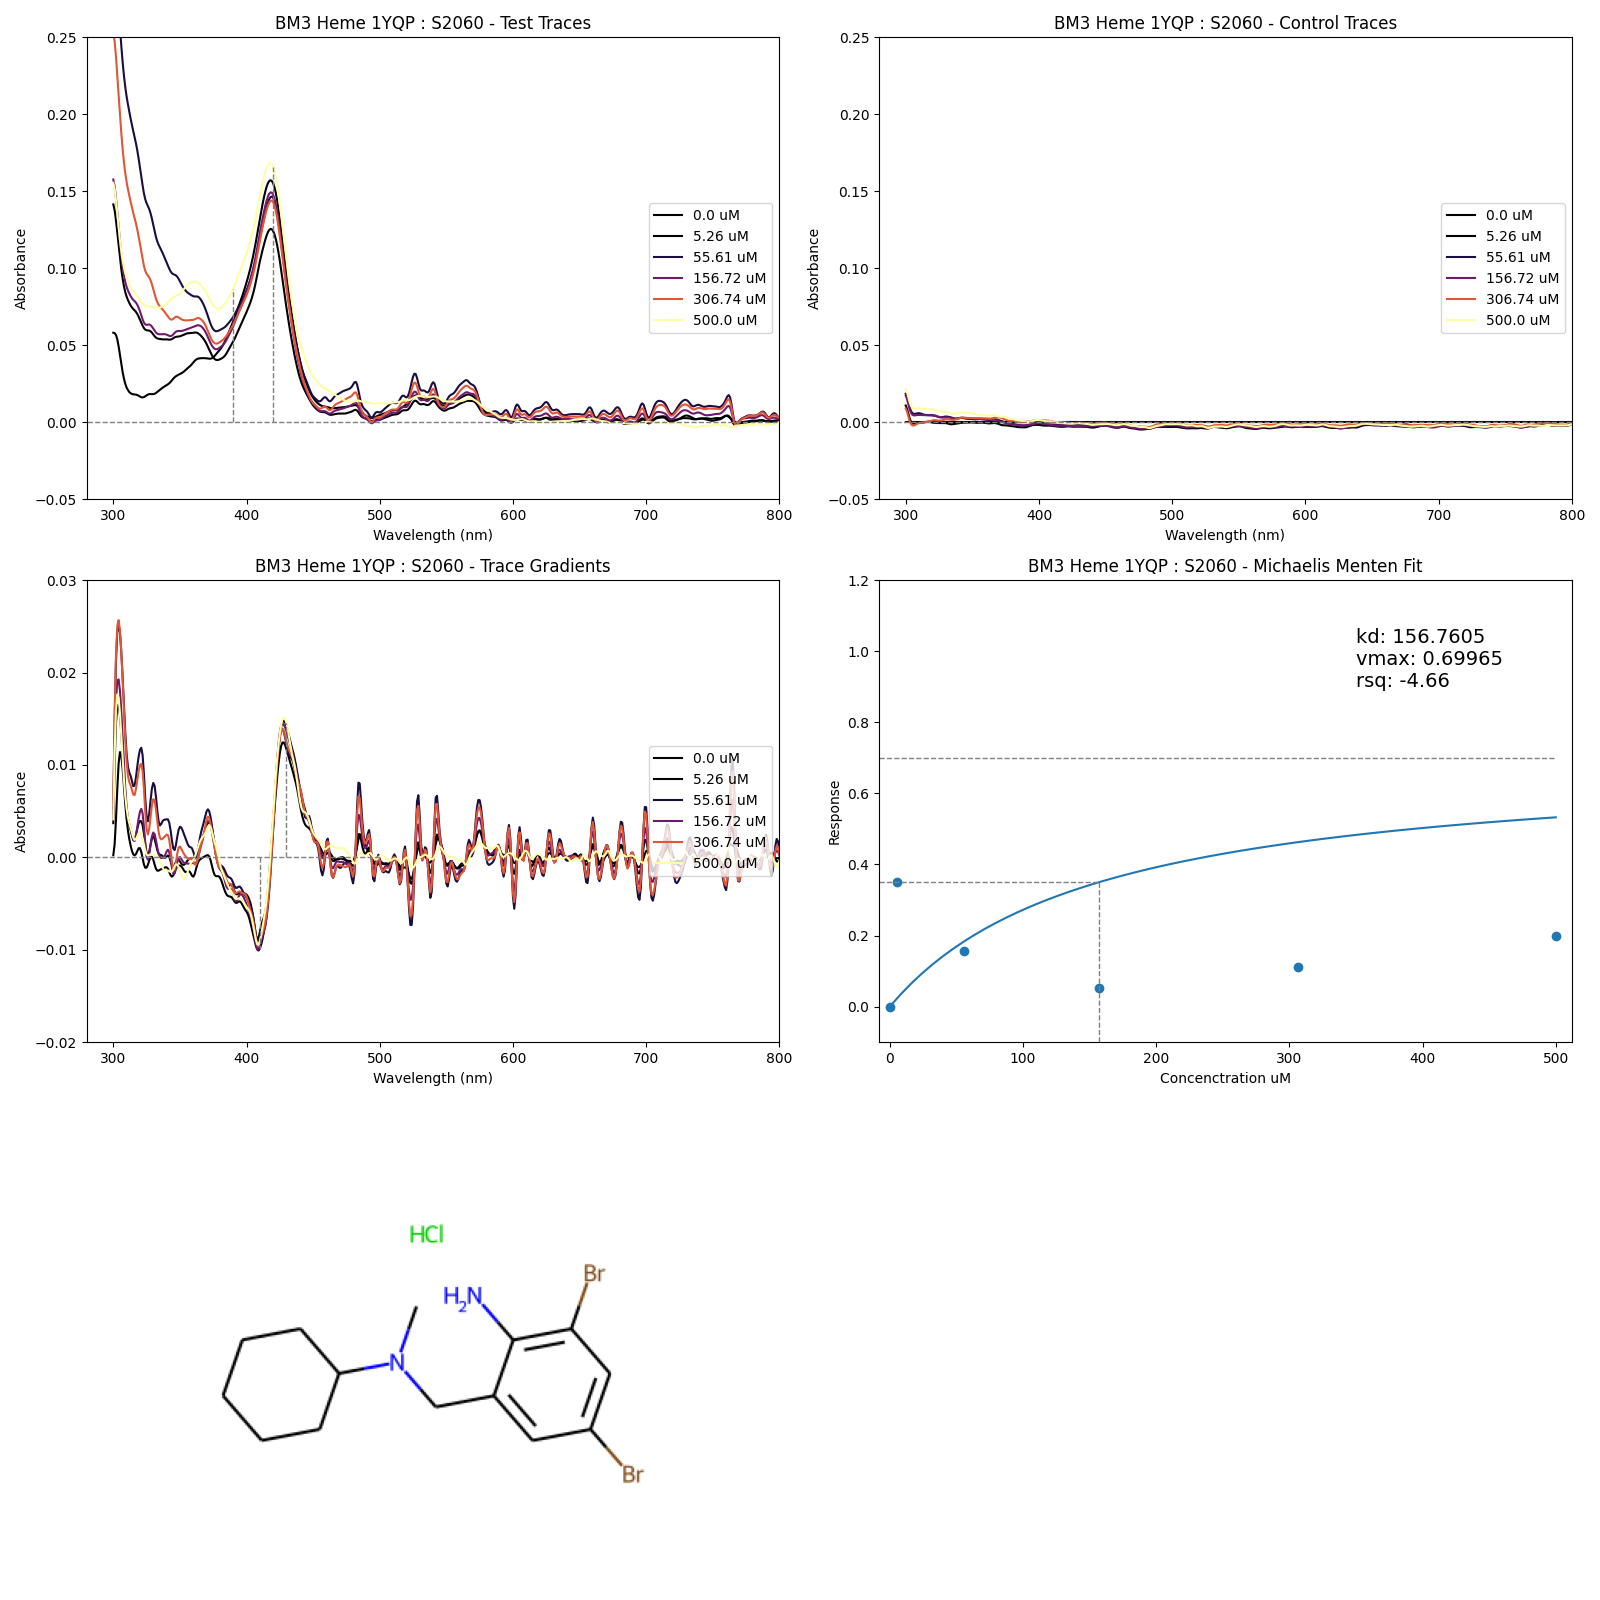 BM3 Heme 1YQP : S2060 - Test Traces
Absorbance
0.25
0.20
0.15
0.10
0.05
0.00
−0.05
300 400 500 600 700 800
Wavelength (nm)
0.0 uM
5.26 uM
55.61 uM
156.72 uM
306.74 uM
500.0 uM
BM3 Heme 1YQP : S2060 - Control Traces
Absorbance
0.25
0.20
0.15
0.10
0.05
0.00
−0.05
300 400 500 600 700 800
Wavelength (nm)
0.0 uM
5.26 uM
55.61 uM
156.72 uM
306.74 uM
500.0 uM
BM3 Heme 1YQP : S2060 - Trace Gradients
Absorbance
0.03
0.02
0.01
0.00
−0.01
−0.02
300 400 500 600 700 800
Wavelength (nm)
0.0 uM
5.26 uM
55.61 uM
156.72 uM
306.74 uM
500.0 uM
BM3 Heme 1YQP : S2060 - Michaelis Menten Fit
Response
1.2
1.0
0.8
0.6
0.4
0.2
0.0
0 100 200 300 400 500
Concenctration uM
kd: 156.7605
vmax: 0.69965
rsq: -4.66
HCl
Br
H2N
N
Br